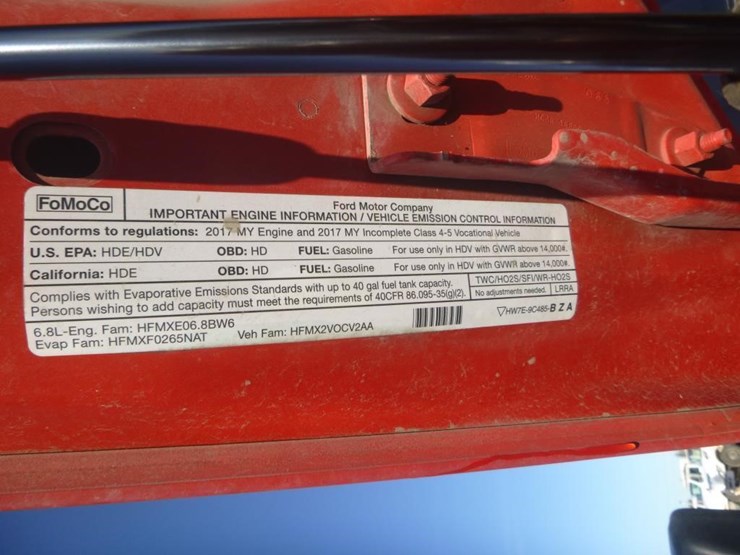 FoMoCo
Ford Motor Company
IMPORTANT ENGINE INFORMATION / VEHICLE EMISSION CONTROL INFORMATION
Conforms to regulations: 2017 MY Engine and 2017 MY Incomplete Class 4-5 Vocational Vehicle
U.S. EPA: HDE/HDV OBD: HD FUEL: Gasoline For use only in HDV with GVWR above 14,000#.
California: HDE OBD: HD FUEL: Gasoline For use only in HDV with GVWR above 14,000#.
Complies with Evaporative Emissions Standards with up to 40 gal fuel tank capacity.
Persons wishing to add capacity must meet the requirements of 40CFR 86.095-35(g)(2).
TWC/HO2S/SFI/WR-HO2S
No adjustments needed. LRRA
6.8L-Eng. Fam: HFMXE06.8BW6
Evap Fam: HFMXF0265NAT Veh Fam: HFMX2VOCV2AA
HW7E-9C485-BZA